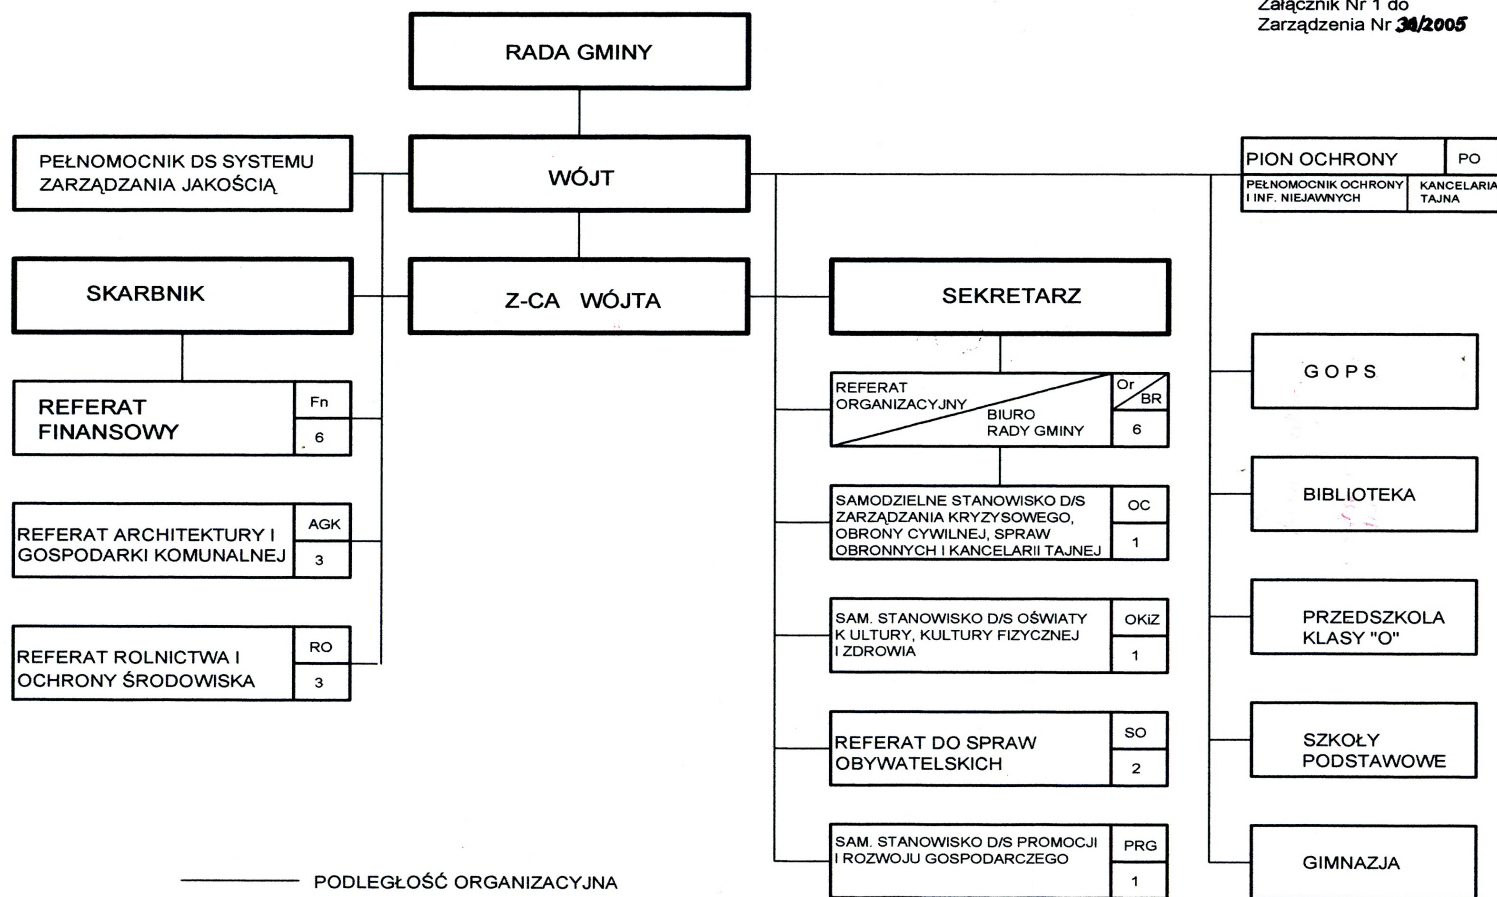 Załącznik Nr 1 do
Zarządzenia Nr /2005
RADA GMINY
PEŁNOMOCNIK DS SYSTEMU
ZARZĄDZANIA JAKOŚCIĄ
WÓJT
PION OCHRONY
PO
PEŁNOMOCNIK OCHRONY
I INF. NIEJAWNYCH
KANCELARIA
TAJNA
SKARBNIK
Z-CA WÓJTA
SEKRETARZ
REFERAT
FINANSOWY
Fn
6
REFERAT ARCHITEKTURY I
GOSPODARKI KOMUNALNEJ
AGK
3
REFERAT ROLNICTWA I
OCHRONY ŚRODOWISKA
RO
3
REFERAT
ORGANIZACYJNY
BIURO
RADY GMINY
Or
BR
6
SAMODZIELNE STANOWISKO D/S
ZARZĄDZANIA KRYZYSOWEGO,
OBRONY CYWILNEJ, SPRAW
OBRONNYCH I KANCELARII TAJNEJ
OC
1
SAM. STANOWISKO D/S OŚWIATY
K ULTURY, KULTURY FIZYCZNEJ
I ZDROWIA
OKiZ
1
REFERAT DO SPRAW
OBYWATELSKICH
SO
2
SAM. STANOWISKO D/S PROMOCJI
I ROZWOJU GOSPODARCZEGO
PRG
1
G O P S
BIBLIOTEKA
PRZEDSZKOLA
KLASY "O"
SZKOŁY
PODSTAWOWE
GIMNAZJA
PODLEGŁOŚĆ ORGANIZACYJNA